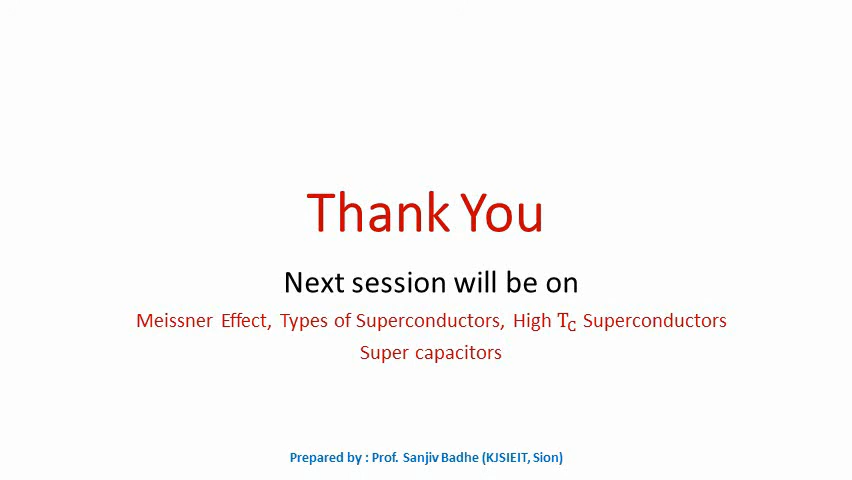 Thank You
Next session will be on
Meissner Effect, Types of Superconductors, High T_C Superconductors
Super capacitors
Prepared by : Prof. Sanjiv Badhe (KJSIEIT, Sion)